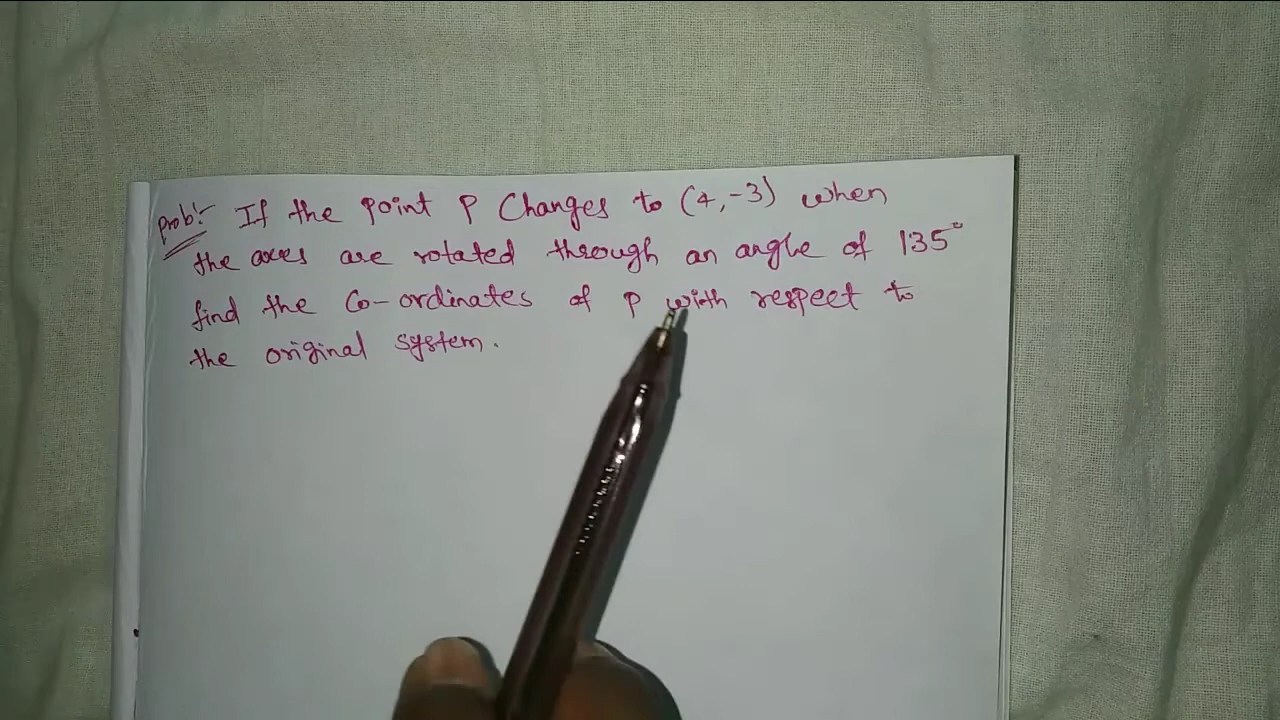 prob:- If the point P Changes to (4,-3) when
the axes are rotated through an angle of 135°
find the Co-ordinates of P with respect to
the original system.